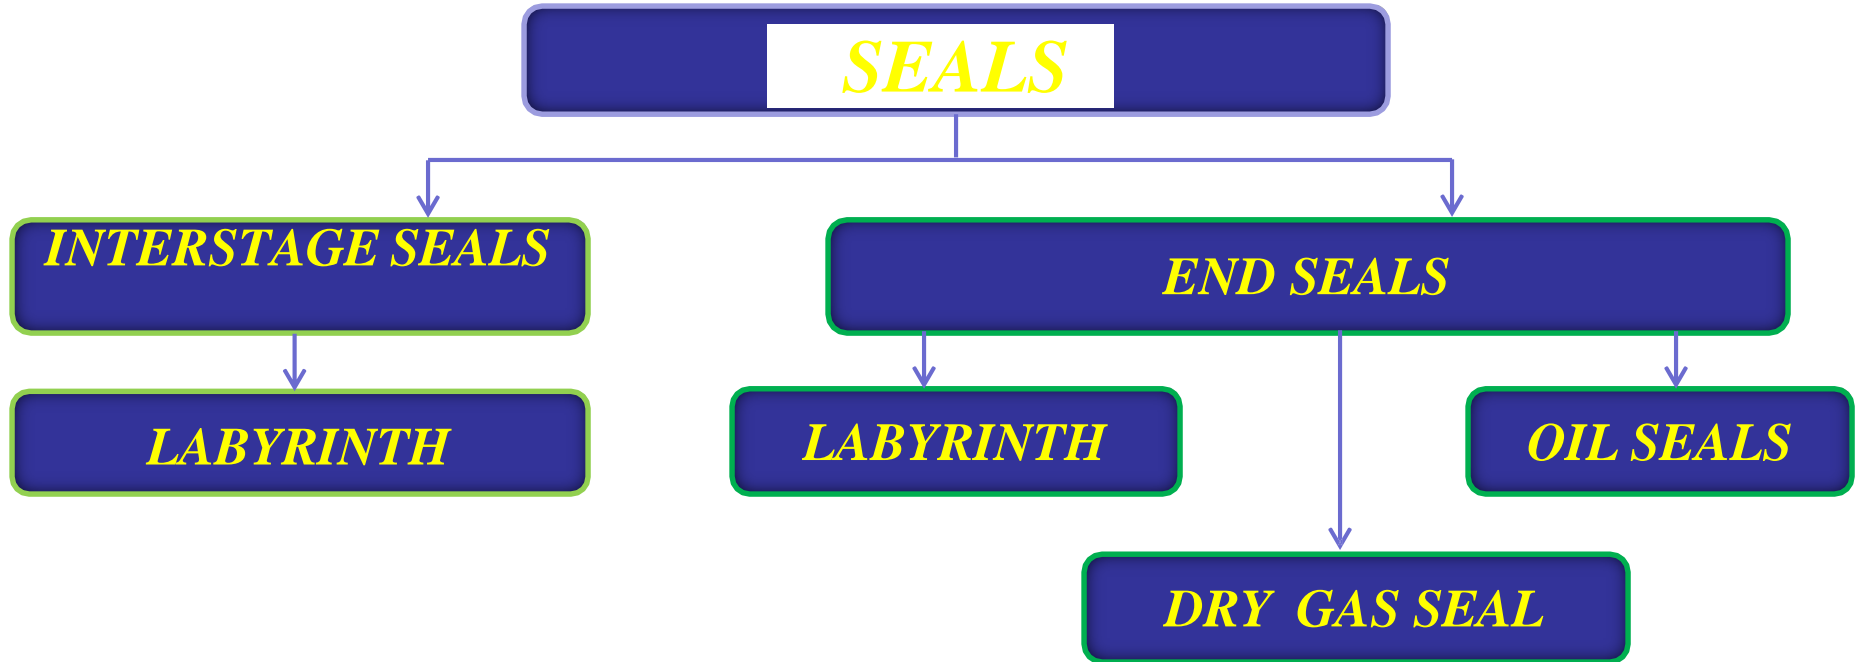 SEALS
INTERSTAGE SEALS
END SEALS
LABYRINTH
LABYRINTH
OIL SEALS
DRY GAS SEAL